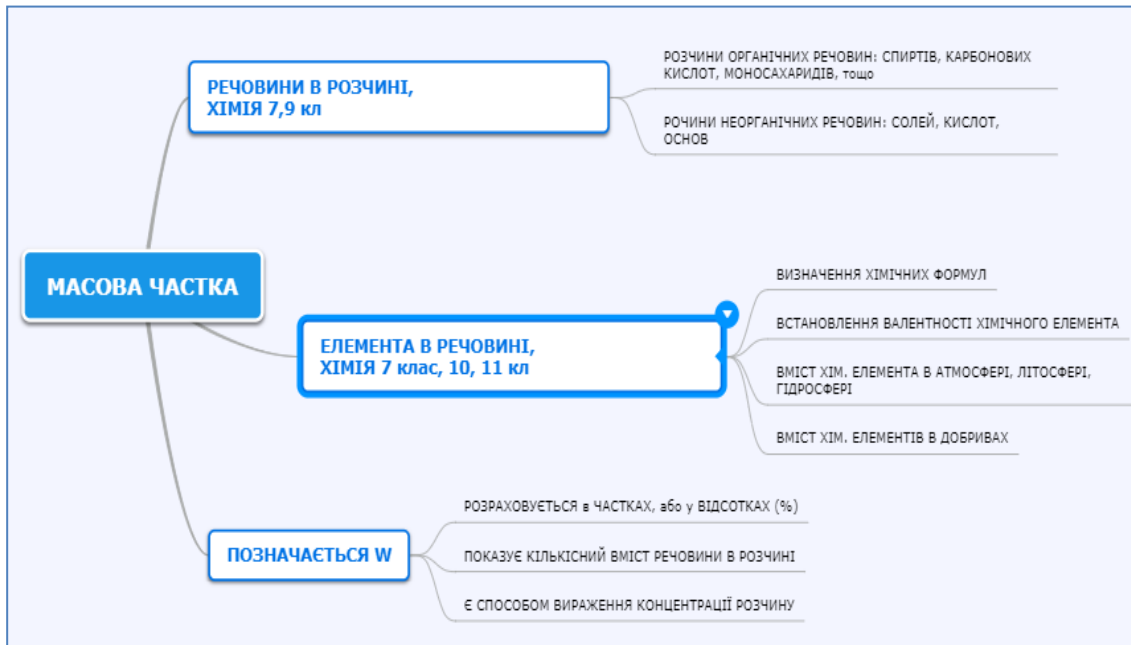 РЕЧОВИНИ В РОЗЧИНІ,
ХІМІЯ 7,9 кл
РОЗЧИНИ ОРГАНІЧНИХ РЕЧОВИН: СПИРТІВ, КАРБОНОВИХ
КИСЛОТ, МОНОСАХАРИДІВ, тощо
РОЧИНИ НЕОРГАНІЧНИХ РЕЧОВИН: СОЛЕЙ, КИСЛОТ,
ОСНОВ
МАСОВА ЧАСТКА
ЕЛЕМЕНТА В РЕЧОВИНІ,
ХІМІЯ 7 клас, 10, 11 кл
ВИЗНАЧЕННЯ ХІМІЧНИХ ФОРМУЛ
ВСТАНОВЛЕННЯ ВАЛЕНТНОСТІ ХІМІЧНОГО ЕЛЕМЕНТА
ВМІСТ ХІМ. ЕЛЕМЕНТА В АТМОСФЕРІ, ЛІТОСФЕРІ,
ГІДРОСФЕРІ
ВМІСТ ХІМ. ЕЛЕМЕНТІВ В ДОБРИВАХ
ПОЗНАЧАЄТЬСЯ W
РОЗРАХОВУЄТЬСЯ в ЧАСТКАХ, або у ВІДСОТКАХ (%)
ПОКАЗУЄ КІЛЬКІСНИЙ ВМІСТ РЕЧОВИНИ В РОЗЧИНІ
Є СПОСОБОМ ВИРАЖЕННЯ КОНЦЕНТРАЦІЇ РОЗЧИНУ